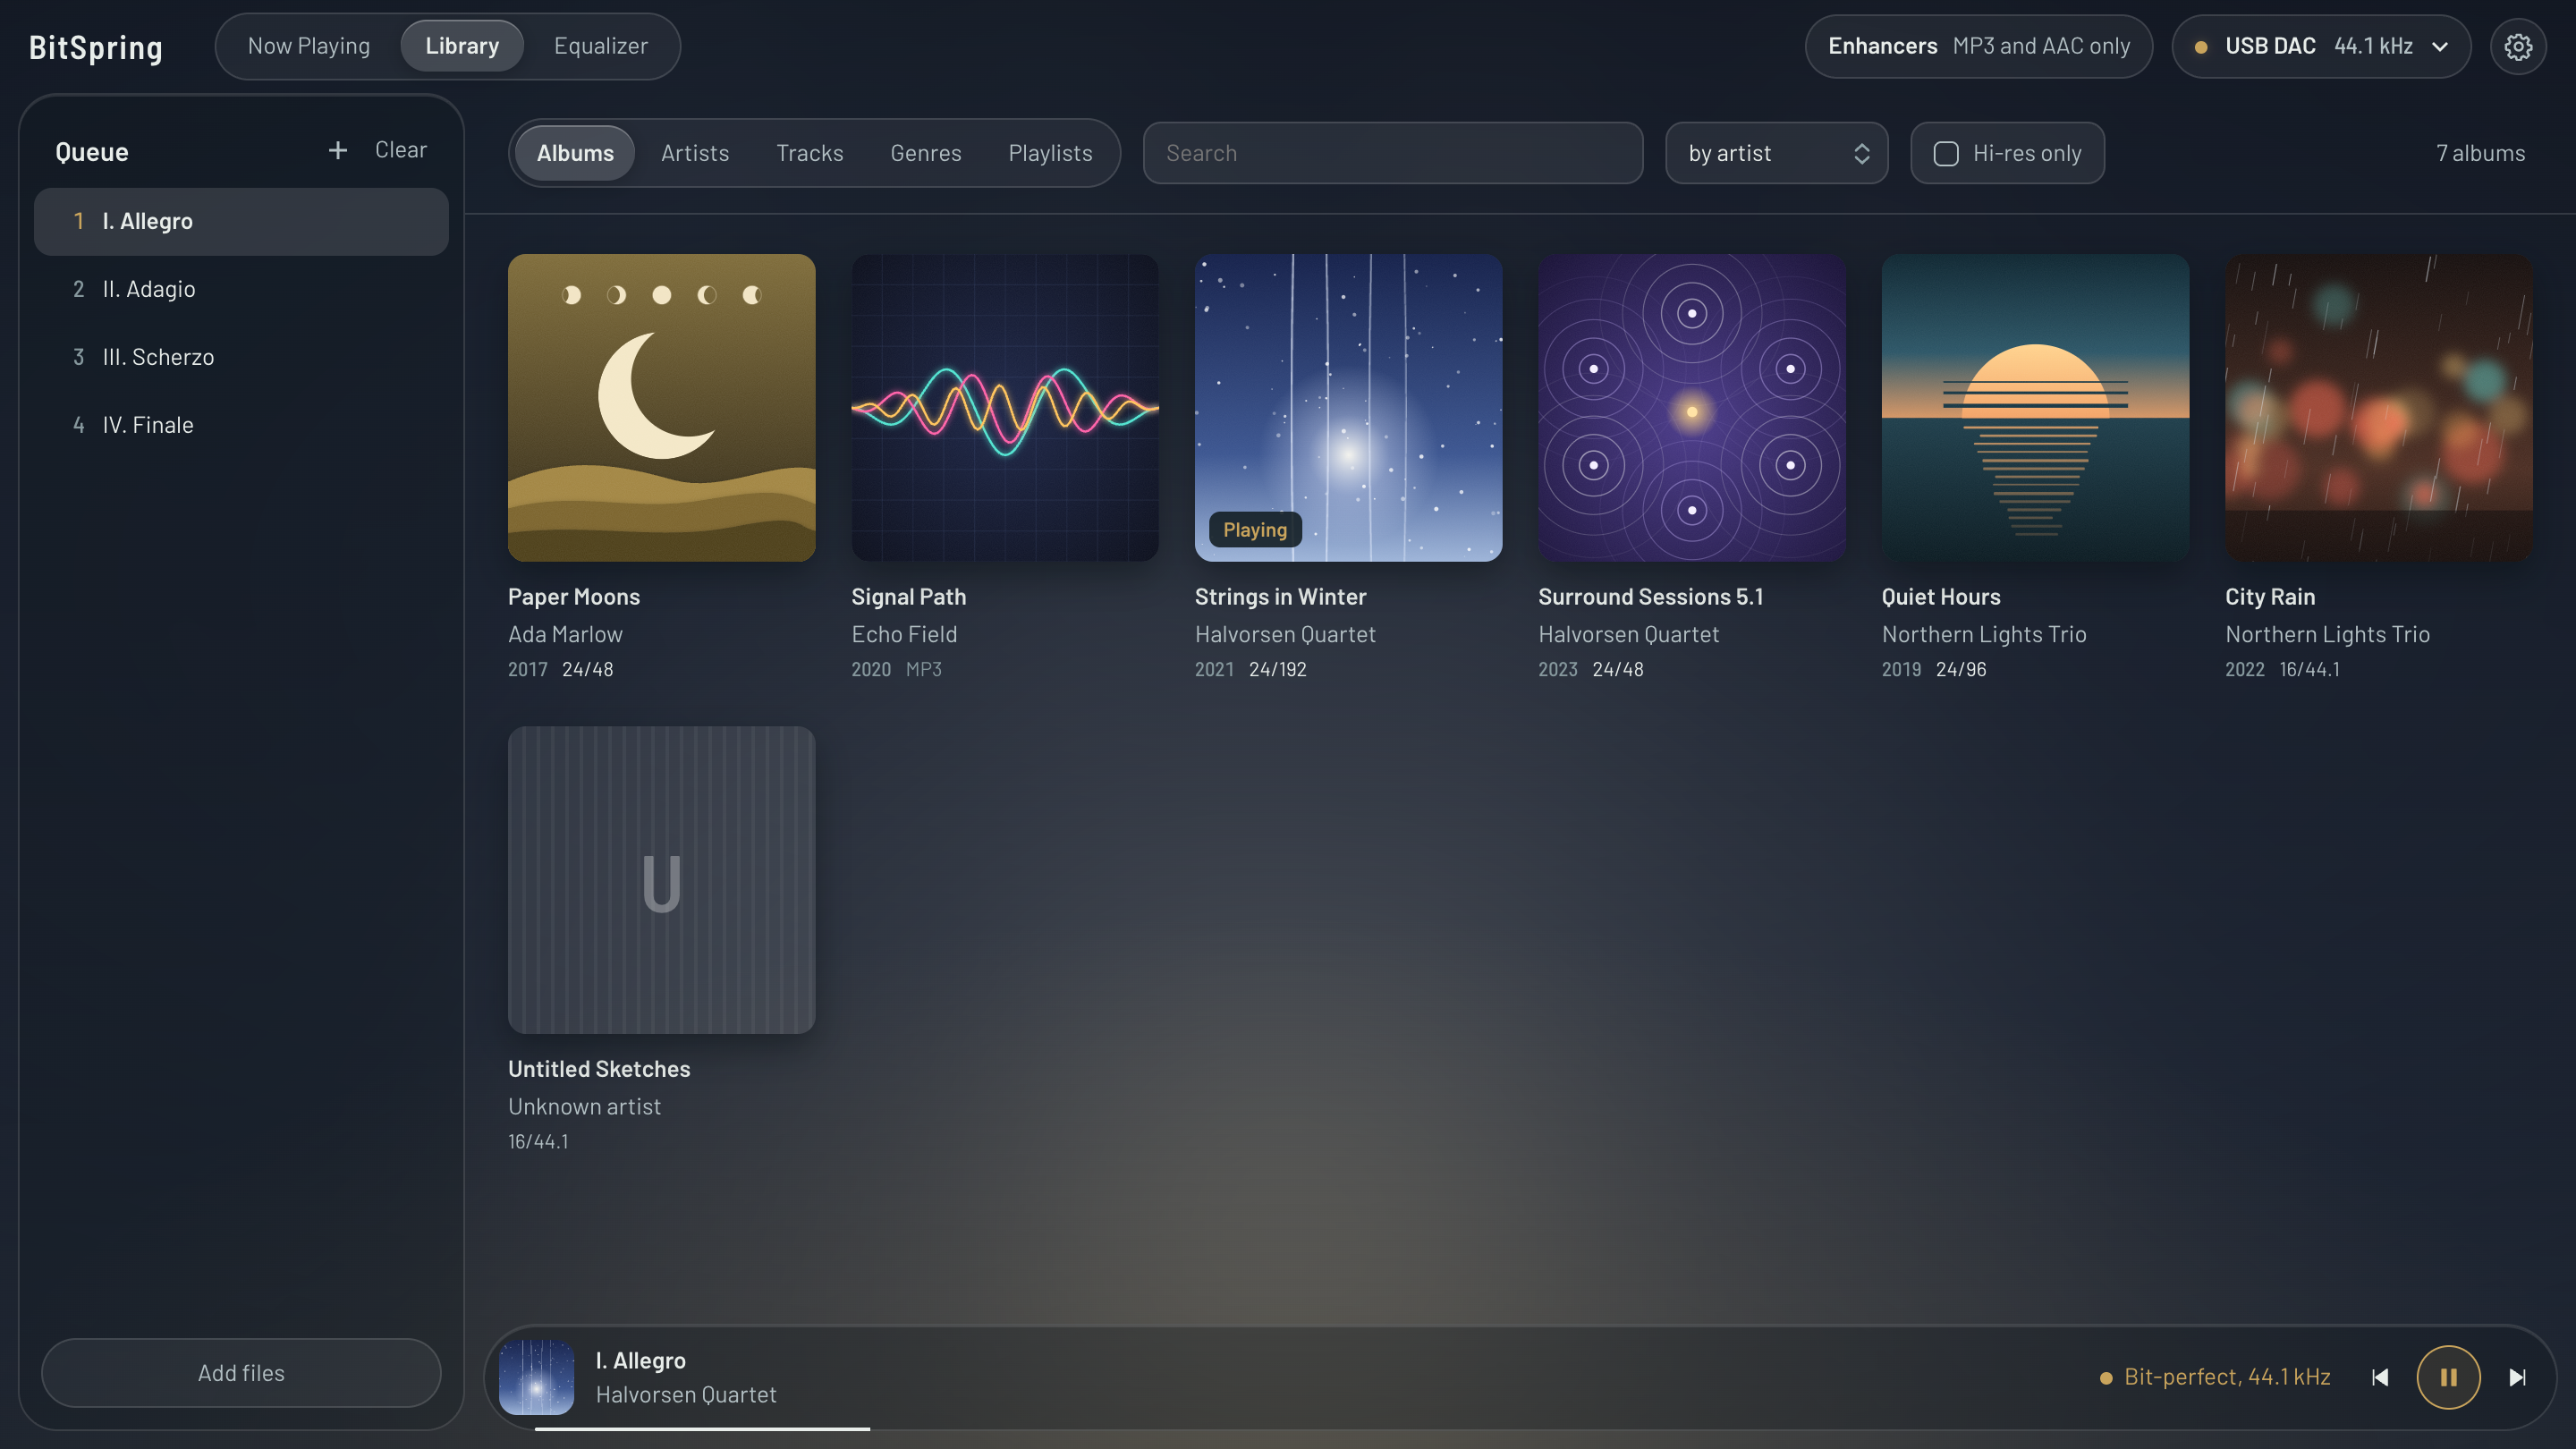 BitSpring
Now Playing
Library
Equalizer
Enhancers MP3 and AAC only
USB DAC 44.1 kHz
Queue
Clear
1 I. Allegro
2 II. Adagio
3 III. Scherzo
4 IV. Finale
Add files
Albums
Artists
Tracks
Genres
Playlists
Search
by artist
Hi-res only
7 albums
Paper Moons
Ada Marlow
2017 24/48
Signal Path
Echo Field
2020 MP3
Playing
Strings in Winter
Halvorsen Quartet
2021 24/192
Surround Sessions 5.1
Halvorsen Quartet
2023 24/48
Quiet Hours
Northern Lights Trio
2019 24/96
City Rain
Northern Lights Trio
2022 16/44.1
U
Untitled Sketches
Unknown artist
16/44.1
I. Allegro
Halvorsen Quartet
Bit-perfect, 44.1 kHz